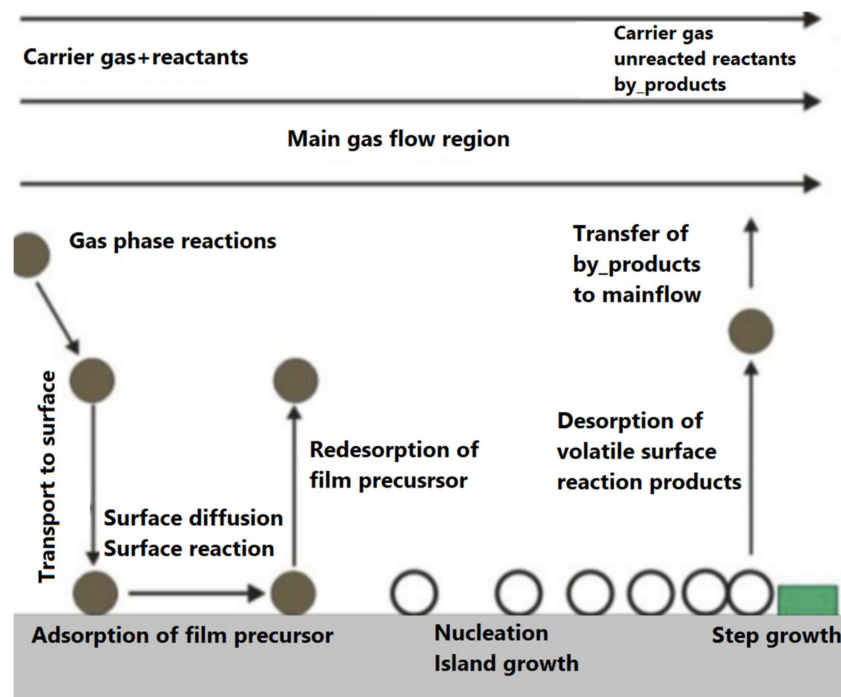 Carrier gas+reactants
Carrier gas
unreacted reactants
by_products
Main gas flow region
Gas phase reactions
Transfer of
by_products
to mainflow
Transport to surface
Redesorption of
film precusrsor
Desorption of
volatile surface
reaction products
Surface diffusion
Surface reaction
Adsorption of film precursor
Nucleation
Island growth
Step growth